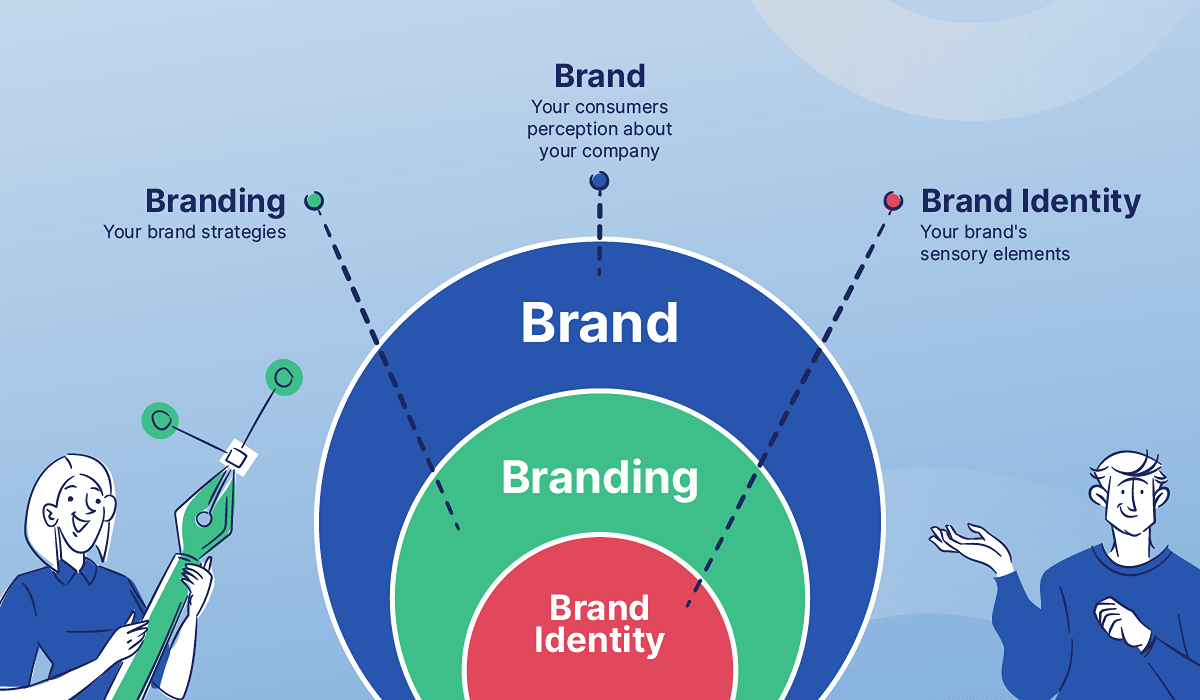 Brand
Your consumers
perception about
your company
Branding
Your brand strategies
Brand Identity
Your brand's
sensory elements
Brand
Branding
Brand
Identity